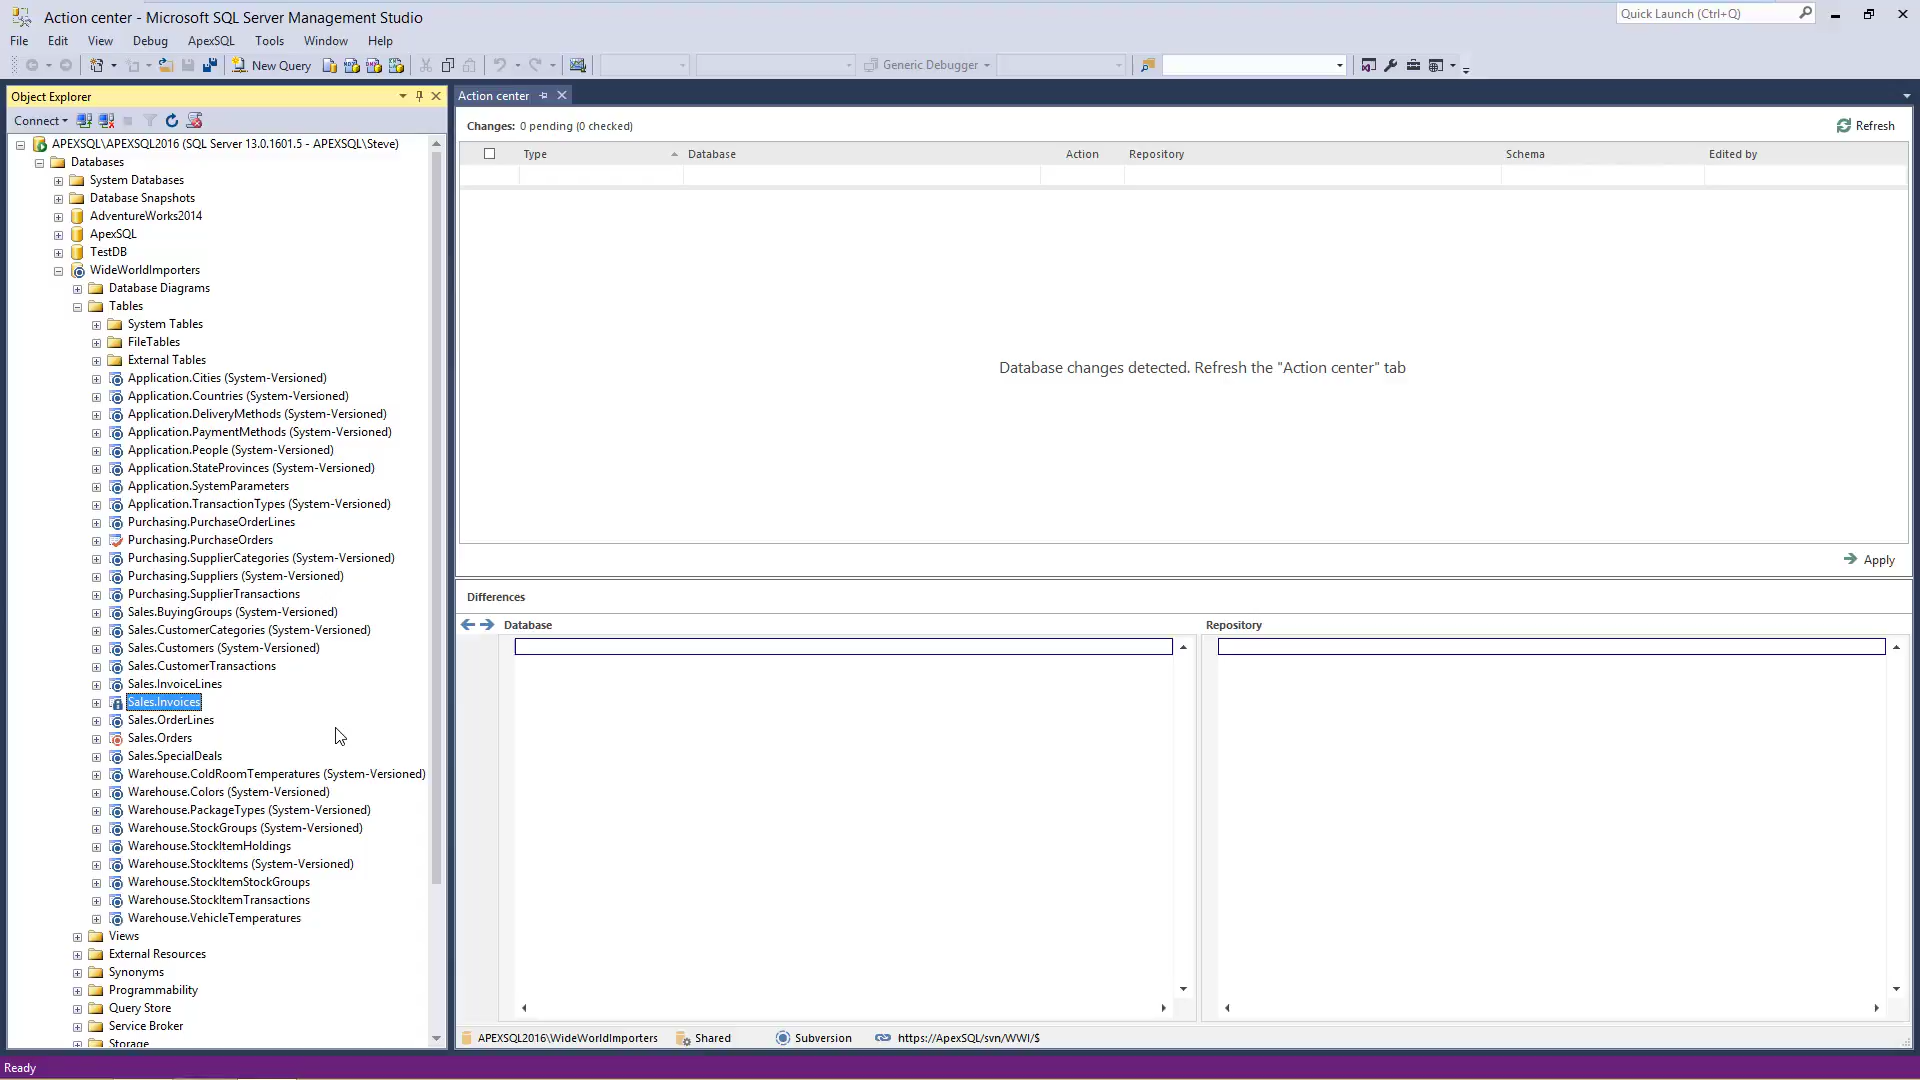 Action center - Microsoft SQL Server Management Studio
Quick Launch (Ctrl+Q)
File Edit View Debug ApexSQL Tools Window Help
New Query Generic Debugger
Object Explorer
Connect
APEXSQL\APEXSQL2016 (SQL Server 13.0.1601.5 - APEXSQL\Steve)
Databases
System Databases
Database Snapshots
AdventureWorks2014
ApexSQL
TestDB
WideWorldImporters
Database Diagrams
Tables
System Tables
FileTables
External Tables
Application.Cities (System-Versioned)
Application.Countries (System-Versioned)
Application.DeliveryMethods (System-Versioned)
Application.PaymentMethods (System-Versioned)
Application.People (System-Versioned)
Application.StateProvinces (System-Versioned)
Application.SystemParameters
Application.TransactionTypes (System-Versioned)
Purchasing.PurchaseOrderLines
Purchasing.PurchaseOrders
Purchasing.SupplierCategories (System-Versioned)
Purchasing.Suppliers (System-Versioned)
Purchasing.SupplierTransactions
Sales.BuyingGroups (System-Versioned)
Sales.CustomerCategories (System-Versioned)
Sales.Customers (System-Versioned)
Sales.CustomerTransactions
Sales.InvoiceLines
Sales.Invoices
Sales.OrderLines
Sales.Orders
Sales.SpecialDeals
Warehouse.ColdRoomTemperatures (System-Versioned)
Warehouse.Colors (System-Versioned)
Warehouse.PackageTypes (System-Versioned)
Warehouse.StockGroups (System-Versioned)
Warehouse.StockItemHoldings
Warehouse.StockItems (System-Versioned)
Warehouse.StockItemStockGroups
Warehouse.StockItemTransactions
Warehouse.VehicleTemperatures
Views
External Resources
Synonyms
Programmability
Query Store
Service Broker
Storage
Action center
Changes: 0 pending (0 checked)
Refresh
Type Database Action Repository Schema Edited by
Database changes detected. Refresh the "Action center" tab
Apply
Differences
Database
Repository
APEXSQL2016\WideWorldImporters Shared Subversion https://ApexSQL/svn/WWI/$
Ready